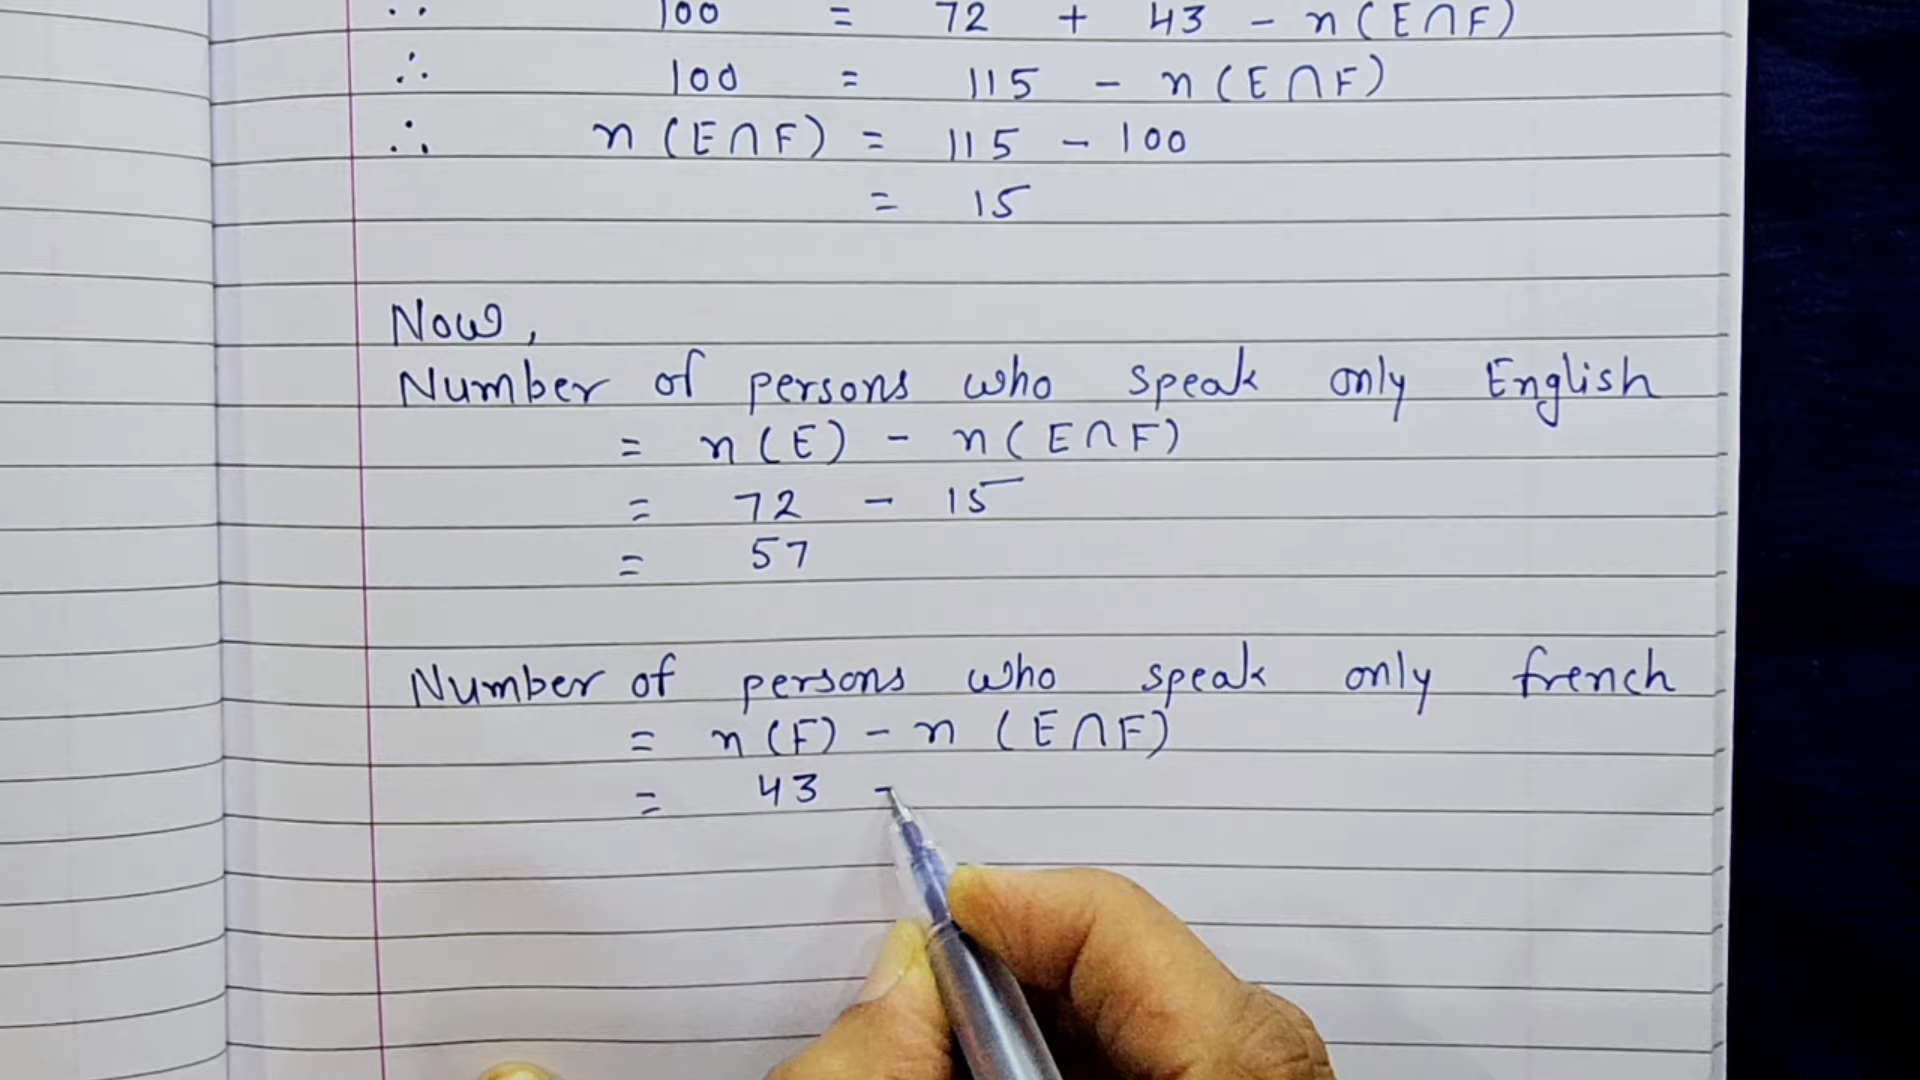 ∴ 100 = 72 + 43 - n(E∩F)
∴ 100 = 115 - n(E∩F)
∴ n(E∩F) = 115 - 100
= 15
Now,
Number of persons who speak only English
= n(E) - n(E∩F)
= 72 - 15
= 57
Number of persons who speak only french
= n(F) - n(E∩F)
= 43 -